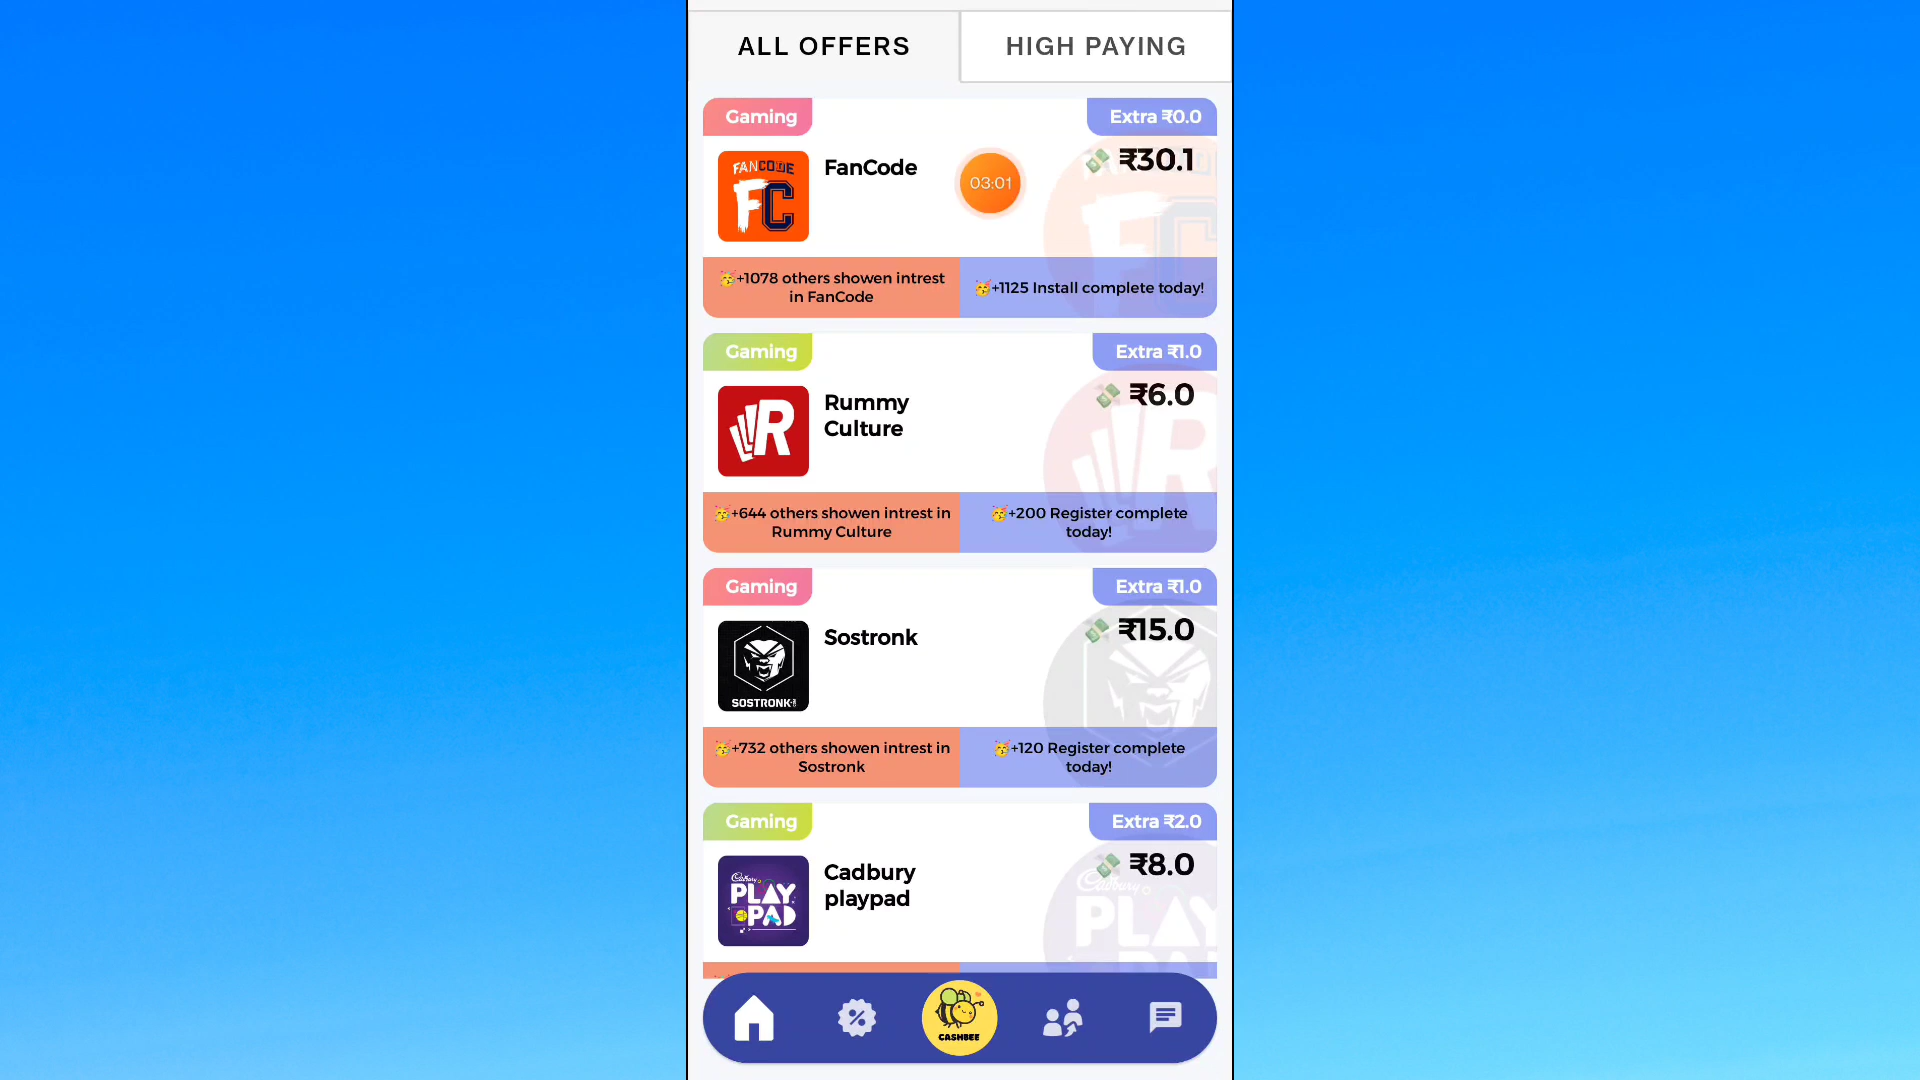 ALL OFFERS
HIGH PAYING
Gaming
Extra ₹0.0
FANCODE
FC
FanCode
03:01
₹30.1
🥳+1078 others showen intrest
in FanCode
🥳+1125 Install complete today!
Gaming
Extra ₹1.0
R
Rummy
Culture
₹6.0
🥳+644 others showen intrest in
Rummy Culture
🥳+200 Register complete
today!
Gaming
Extra ₹1.0
SOSTRONK
Sostronk
₹15.0
🥳+732 others showen intrest in
Sostronk
🥳+120 Register complete
today!
Gaming
Extra ₹2.0
Cadbury
PLAY
PAD
Cadbury
playpad
₹8.0
CASHBEE